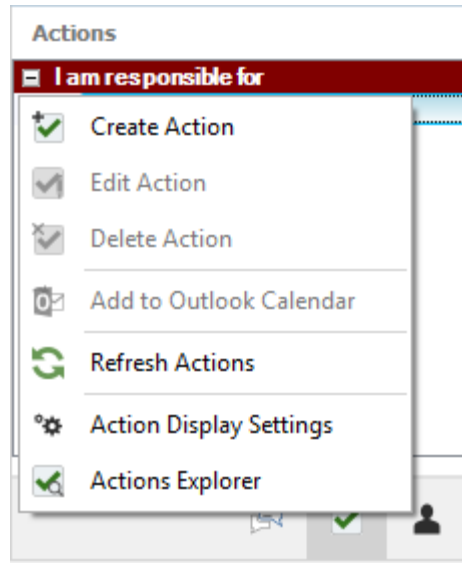 Actions
I am responsible for
Create Action
Edit Action
Delete Action
Add to Outlook Calendar
Refresh Actions
Action Display Settings
Actions Explorer